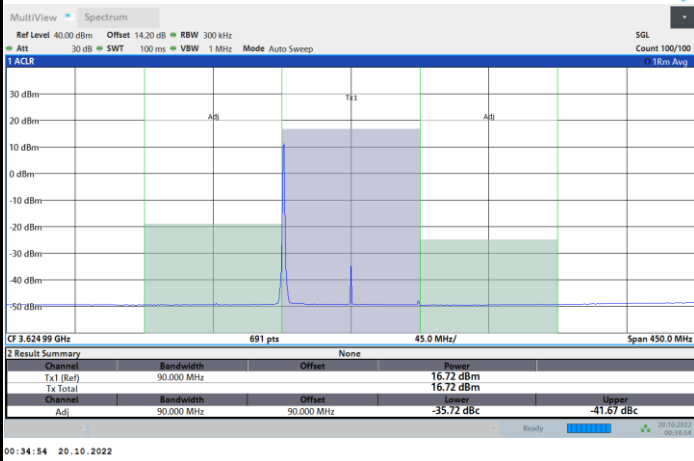 MultiView Spectrum
Ref Level 40.00 dBm Offset 14.20 dB RBW 300 kHz SGL
Att 30 dB SWT 100 ms VBW 1 MHz Mode Auto Sweep Count 100/100
1 ACLR 1Rm Avg
30 dBm
Tx1
20 dBm
Adj Adj
10 dBm
0 dBm
-10 dBm
-20 dBm
-30 dBm
-40 dBm
-50 dBm
CF 3.624 99 GHz 691 pts 45.0 MHz/ Span 450.0 MHz
2 Result Summary None
Channel Bandwidth Offset Power
Tx1 (Ref) 90.000 MHz 16.72 dBm
Tx Total 16.72 dBm
Channel Bandwidth Offset Lower Upper
Adj 90.000 MHz 90.000 MHz -35.72 dBc -41.67 dBc
Ready 20.10.2022
00:34:54
00:34:54 20.10.2022